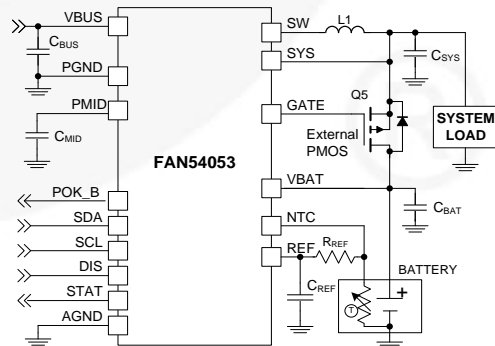 VBUS
CBUS
PGND
PMID
CMID
POK_B
SDA
SCL
DIS
STAT
AGND
FAN54053
SW
SYS
GATE
VBAT
NTC
REF
L1
CSYS
Q5
External
PMOS
SYSTEM
LOAD
CBAT
RREF
CREF
BATTERY
T
+